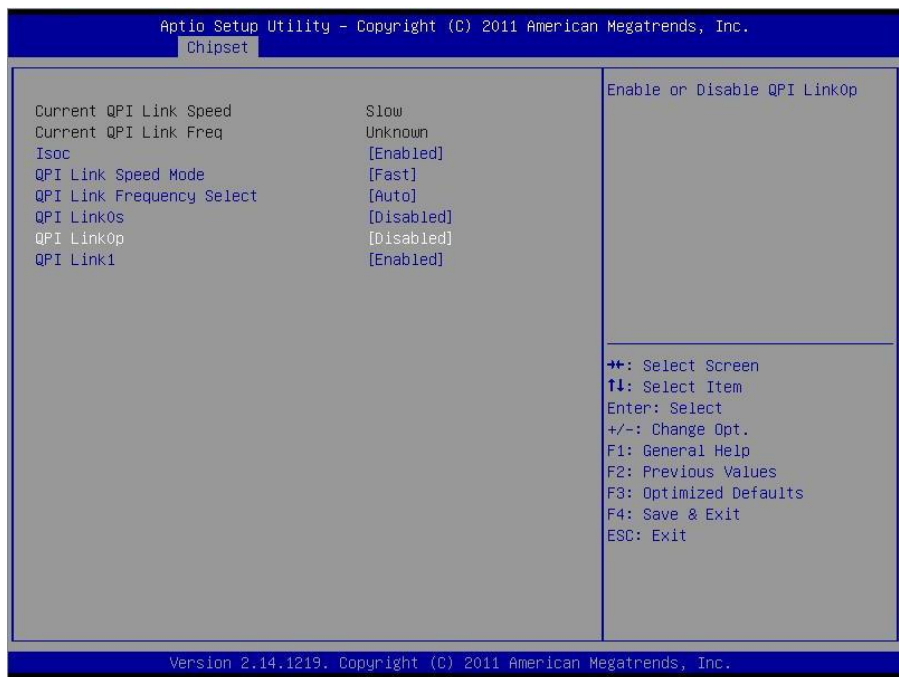 Aptio Setup Utility – Copyright (C) 2011 American Megatrends, Inc.
Chipset
Current QPI Link Speed Slow
Current QPI Link Freq Unknown
Isoc [Enabled]
QPI Link Speed Mode [Fast]
QPI Link Frequency Select [Auto]
QPI Link0s [Disabled]
QPI Link0p [Disabled]
QPI Link1 [Enabled]
Enable or Disable QPI Link0p
→←: Select Screen
↑↓: Select Item
Enter: Select
+/-: Change Opt.
F1: General Help
F2: Previous Values
F3: Optimized Defaults
F4: Save & Exit
ESC: Exit
Version 2.14.1219. Copyright (C) 2011 American Megatrends, Inc.